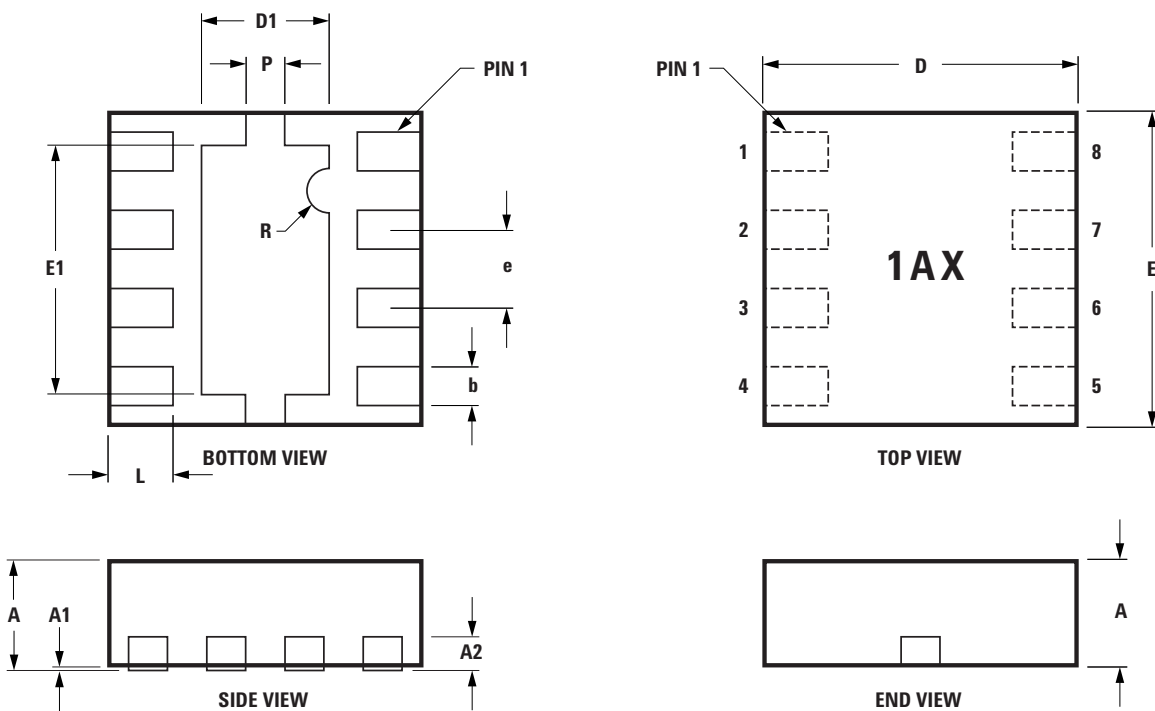 D1
P
PIN 1
R
E1
e
b
L
BOTTOM VIEW
PIN 1
D
1
8
2
7
1AX
E
3
6
4
5
TOP VIEW
A
A1
A2
SIDE VIEW
A
END VIEW